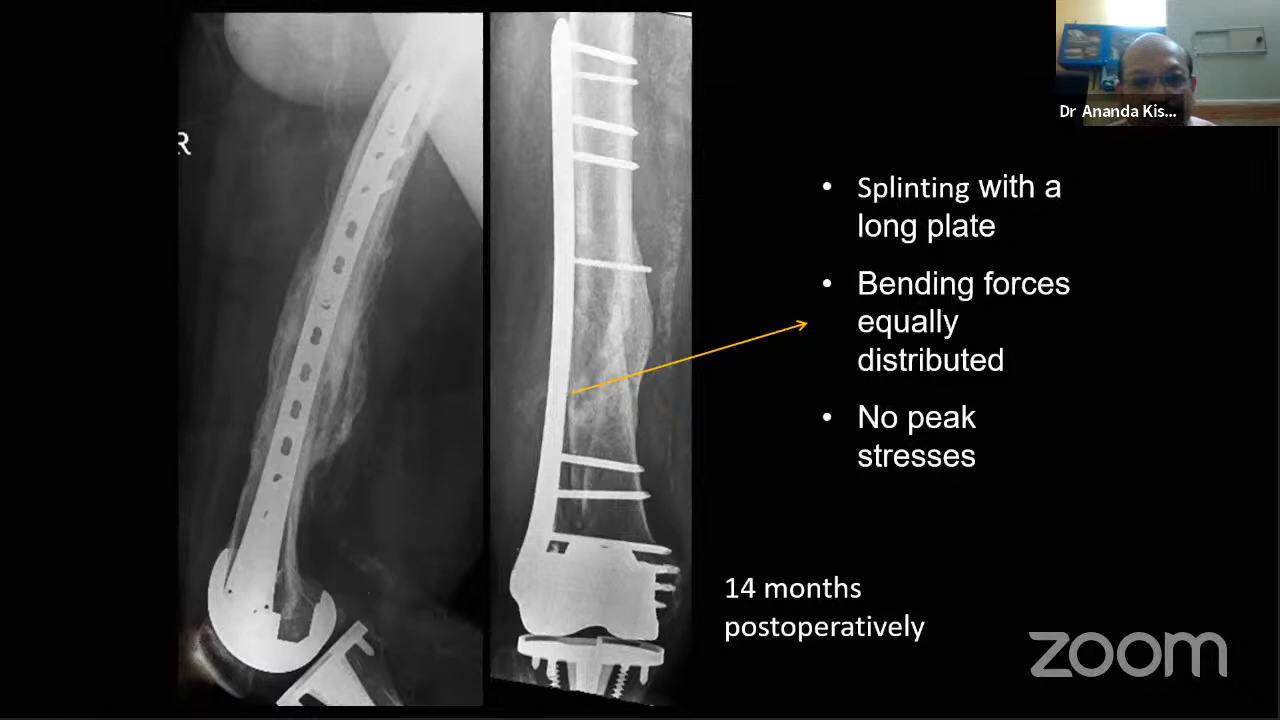 R
Dr Ananda Kis...
• Splinting with a
long plate
• Bending forces
equally
distributed
• No peak
stresses
14 months
postoperatively
zoom